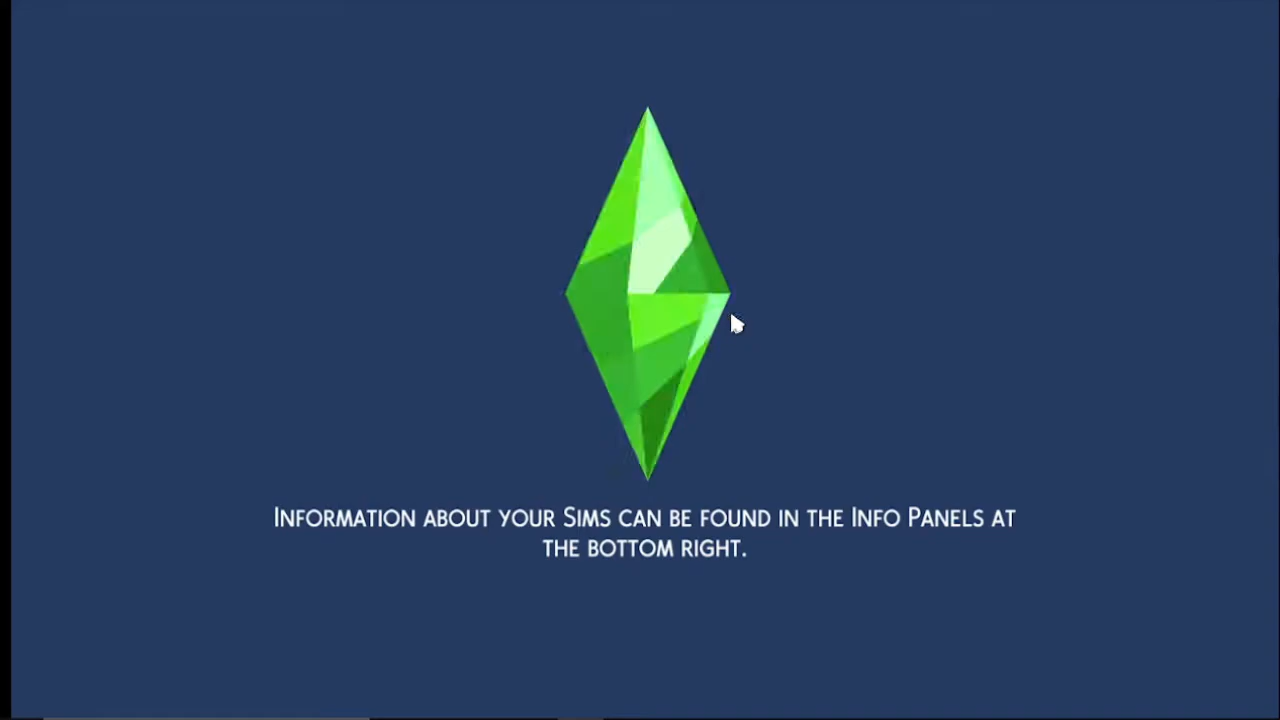 Information about your Sims can be found in the Info Panels at
the bottom right.